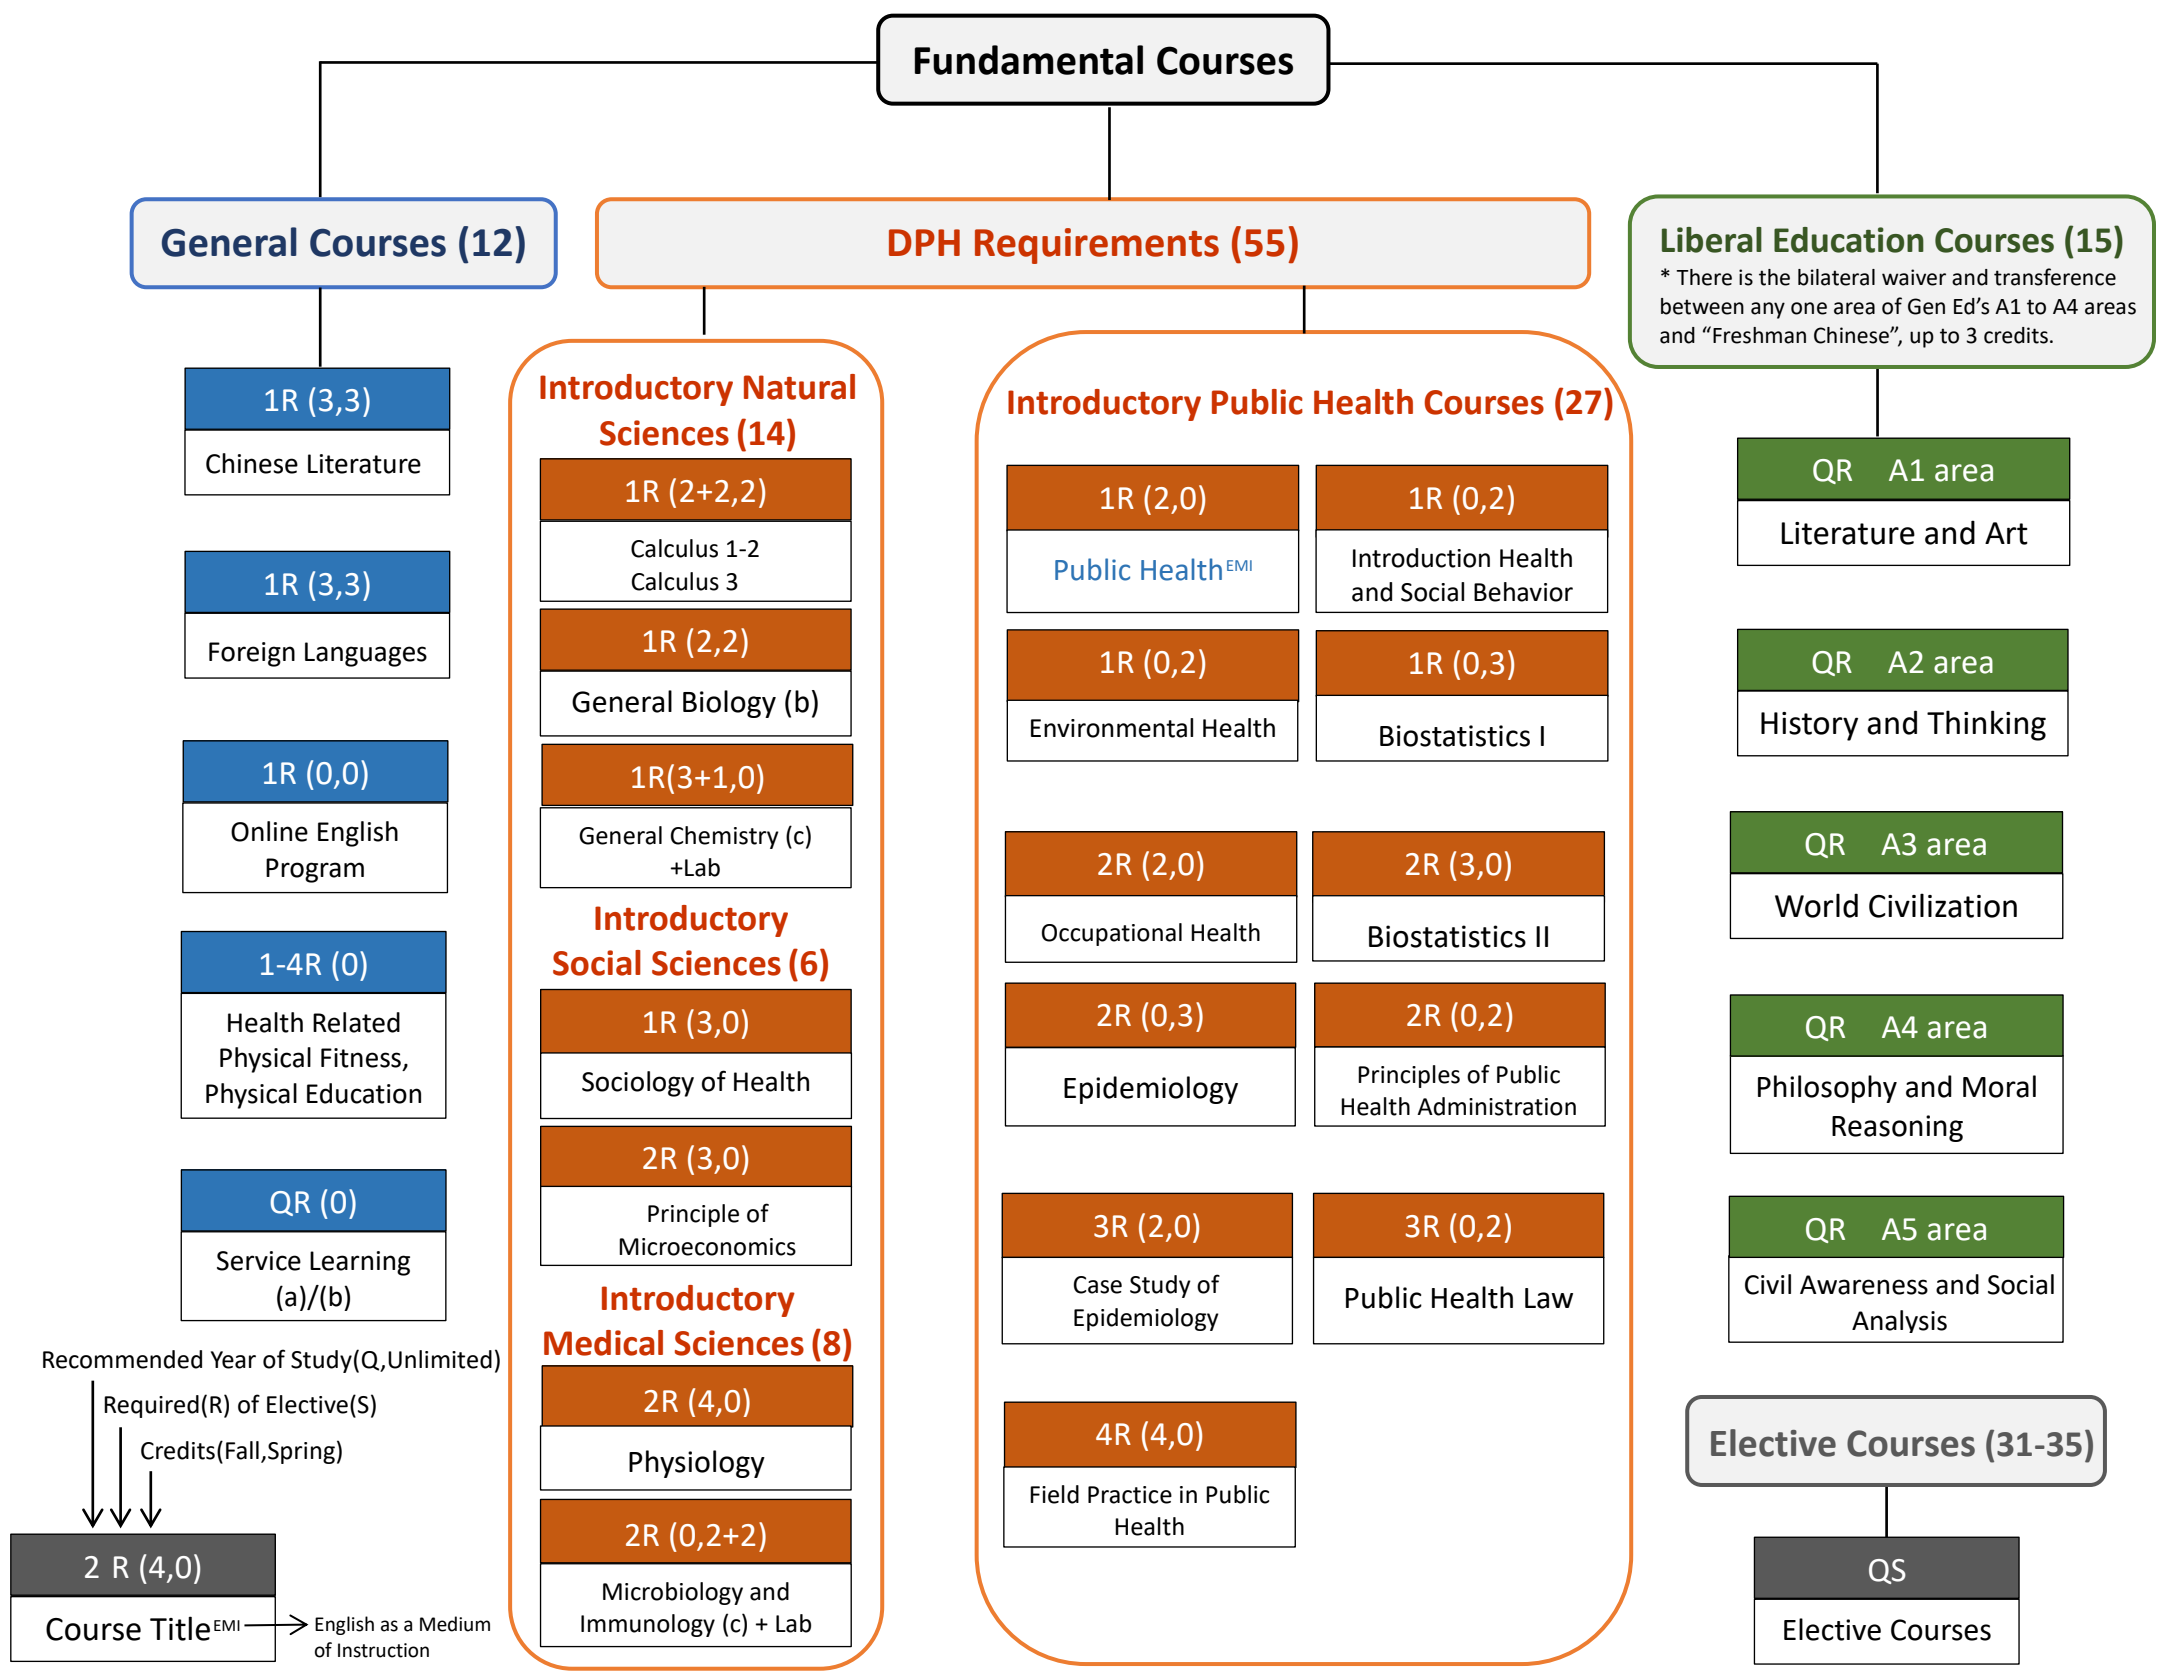 Fundamental Courses
General Courses (12)
1R (3,3)
Chinese Literature
1R (3,3)
Foreign Languages
1R (0,0)
Online English
Program
1-4R (0)
Health Related
Physical Fitness,
Physical Education
QR (0)
Service Learning
(a)/(b)
DPH Requirements (55)
Introductory Natural
Sciences (14)
1R (2+2,2)
Calculus 1-2
Calculus 3
1R (2,2)
General Biology (b)
1R(3+1,0)
General Chemistry (c)
+Lab
Introductory
Social Sciences (6)
1R (3,0)
Sociology of Health
2R (3,0)
Principle of
Microeconomics
Introductory
Medical Sciences (8)
2R (4,0)
Physiology
2R (0,2+2)
Microbiology and
Immunology (c) + Lab
Introductory Public Health Courses (27)
1R (2,0)
Public Health EMI
1R (0,2)
Introduction Health
and Social Behavior
1R (0,2)
Environmental Health
1R (0,3)
Biostatistics I
2R (2,0)
Occupational Health
2R (3,0)
Biostatistics II
2R (0,3)
Epidemiology
2R (0,2)
Principles of Public
Health Administration
3R (2,0)
Case Study of
Epidemiology
3R (0,2)
Public Health Law
4R (4,0)
Field Practice in Public
Health
Liberal Education Courses (15)
* There is the bilateral waiver and transference
between any one area of Gen Ed’s A1 to A4 areas
and “Freshman Chinese”, up to 3 credits.
QR A1 area
Literature and Art
QR A2 area
History and Thinking
QR A3 area
World Civilization
QR A4 area
Philosophy and Moral
Reasoning
QR A5 area
Civil Awareness and Social
Analysis
Elective Courses (31-35)
QS
Elective Courses
Recommended Year of Study(Q,Unlimited)
Required(R) of Elective(S)
Credits(Fall,Spring)
2 R (4,0)
Course Title EMI
English as a Medium
of Instruction